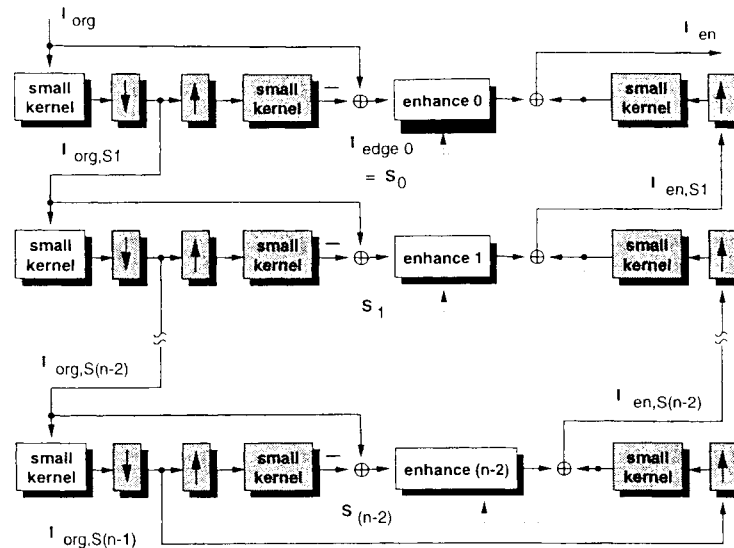 I org
I en
small kernel
small kernel
enhance 0
small kernel
I org,S1
I edge 0
= S0
I en,S1
small kernel
small kernel
enhance 1
small kernel
S1
I org,S(n-2)
I en,S(n-2)
small kernel
small kernel
enhance (n-2)
small kernel
S(n-2)
I org,S(n-1)